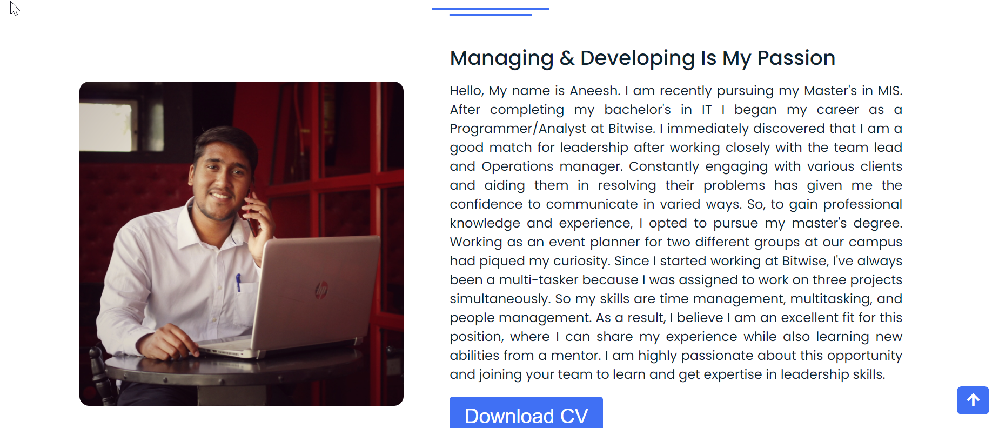 Managing & Developing Is My Passion
Hello, My name is Aneesh. I am recently pursuing my Master's in MIS.
After completing my bachelor's in IT I began my career as a
Programmer/Analyst at Bitwise. I immediately discovered that I am a
good match for leadership after working closely with the team lead
and Operations manager. Constantly engaging with various clients
and aiding them in resolving their problems has given me the
confidence to communicate in varied ways. So, to gain professional
knowledge and experience, I opted to pursue my master's degree.
Working as an event planner for two different groups at our campus
had piqued my curiosity. Since I started working at Bitwise, I've always
been a multi-tasker because I was assigned to work on three projects
simultaneously. So my skills are time management, multitasking, and
people management. As a result, I believe I am an excellent fit for this
position, where I can share my experience while also learning new
abilities from a mentor. I am highly passionate about this opportunity
and joining your team to learn and get expertise in leadership skills.
Download CV
hp